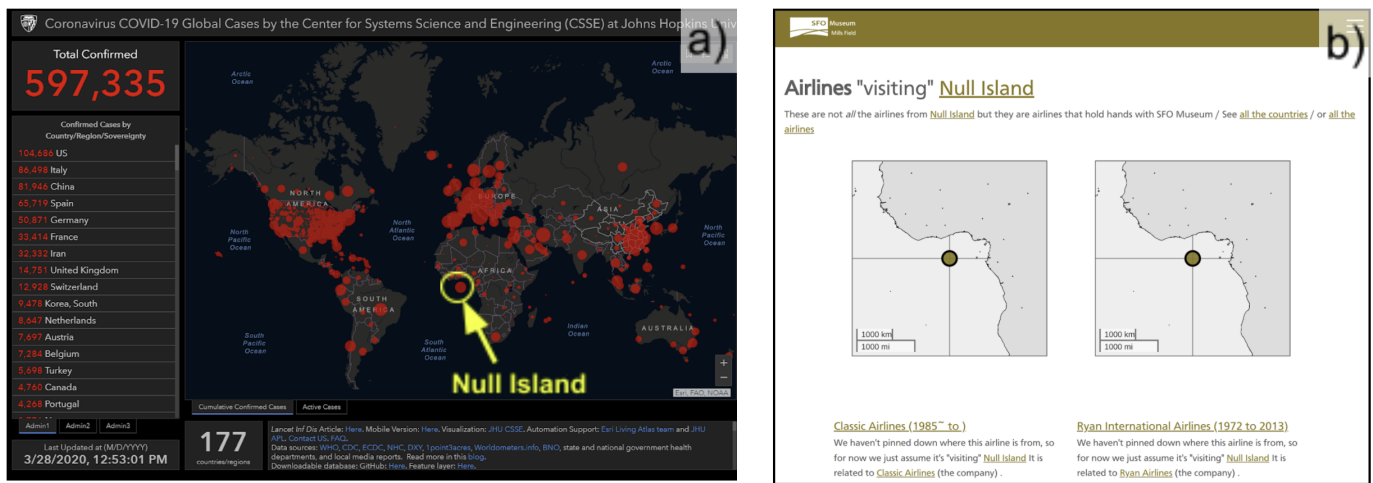 Coronavirus COVID-19 Global Cases by the Center for Systems Science and Engineering (CSSE) at Johns Hopkins Univ
a)
Total Confirmed
597,335
Confirmed Cases by
Country/Region/Sovereignty
104,686 US
86,498 Italy
81,946 China
65,719 Spain
50,871 Germany
33,414 France
32,332 Iran
14,751 United Kingdom
12,928 Switzerland
9,478 Korea, South
8,647 Netherlands
7,697 Austria
7,284 Belgium
5,698 Turkey
4,760 Canada
4,268 Portugal
Admin1
Admin2
Admin3
Last Updated at (M/D/YYYY)
3/28/2020, 12:53:01 PM
Arctic
Ocean
Arctic
Ocean
NORTH
AMERICA
EUROPE
ASIA
North
Pacific
Ocean
North
Atlantic
Ocean
North
Pacific
Ocean
AFRICA
SOUTH
AMERICA
South
Pacific
Ocean
South
Atlantic
Ocean
Indian
Ocean
AUSTRALIA
Null Island
+
−
Esri, FAO, NOAA
Cumulative Confirmed Cases
Active Cases
177
countries/regions
Lancet Inf Dis Article: Here. Mobile Version: Here. Visualization: JHU CSSE. Automation Support: Esri Living Atlas team and JHU
APL. Contact US. FAQ.
Data sources: WHO, CDC, ECDC, NHC, DXY, 1point3acres, Worldometers.info, BNO, state and national government health
departments, and local media reports. Read more in this blog.
Downloadable database: GitHub: Here. Feature layer: Here.
SFO Museum
Mills Field
b)
Airlines "visiting" Null Island
These are not all the airlines from Null Island but they are airlines that hold hands with SFO Museum / See all the countries / or all the
airlines
1000 km
1000 mi
1000 km
1000 mi
Classic Airlines (1985~ to )
We haven't pinned down where this airline is from, so
for now we just assume it's "visiting" Null Island It is
related to Classic Airlines (the company) .
Ryan International Airlines (1972 to 2013)
We haven't pinned down where this airline is from, so
for now we just assume it's "visiting" Null Island It is
related to Ryan Airlines (the company) .